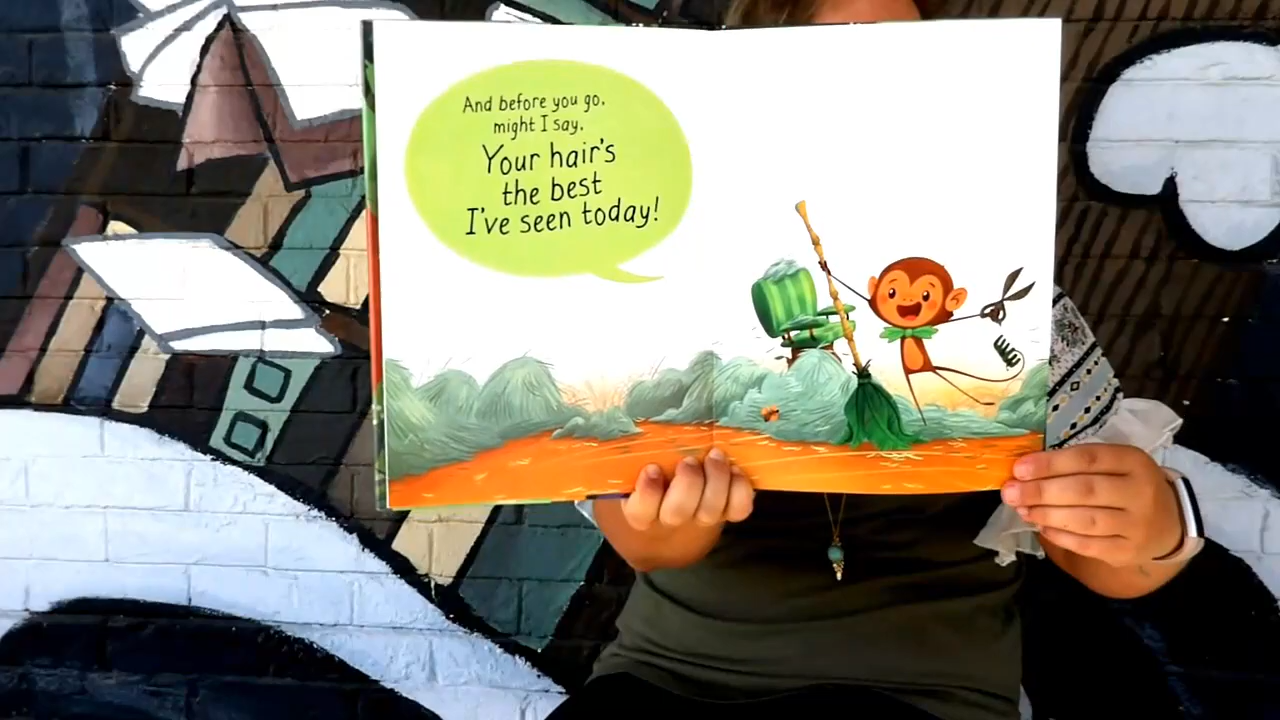 And before you go,
might I say,
Your hair's
the best
I've seen today!